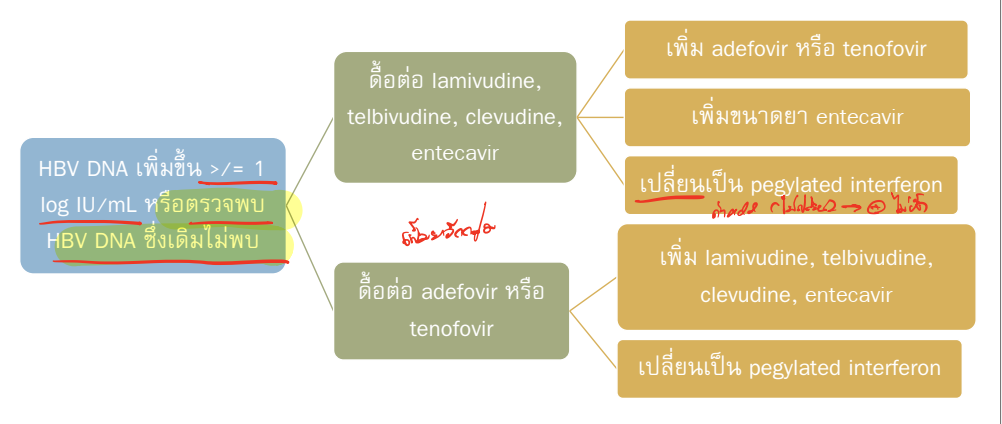 HBV DNA เพิ่มขึ้น >/= 1
log IU/mL หรือตรวจพบ
HBV DNA ซึ่งเดิมไม่พบ
ดื้อต่อ lamivudine,
telbivudine, clevudine,
entecavir
เพิ่ม adefovir หรือ tenofovir
เพิ่มขนาดยา entecavir
เปลี่ยนเป็น pegylated interferon
ดื้อต่อ adefovir หรือ
tenofovir
เพิ่ม lamivudine, telbivudine,
clevudine, entecavir
เปลี่ยนเป็น pegylated interferon